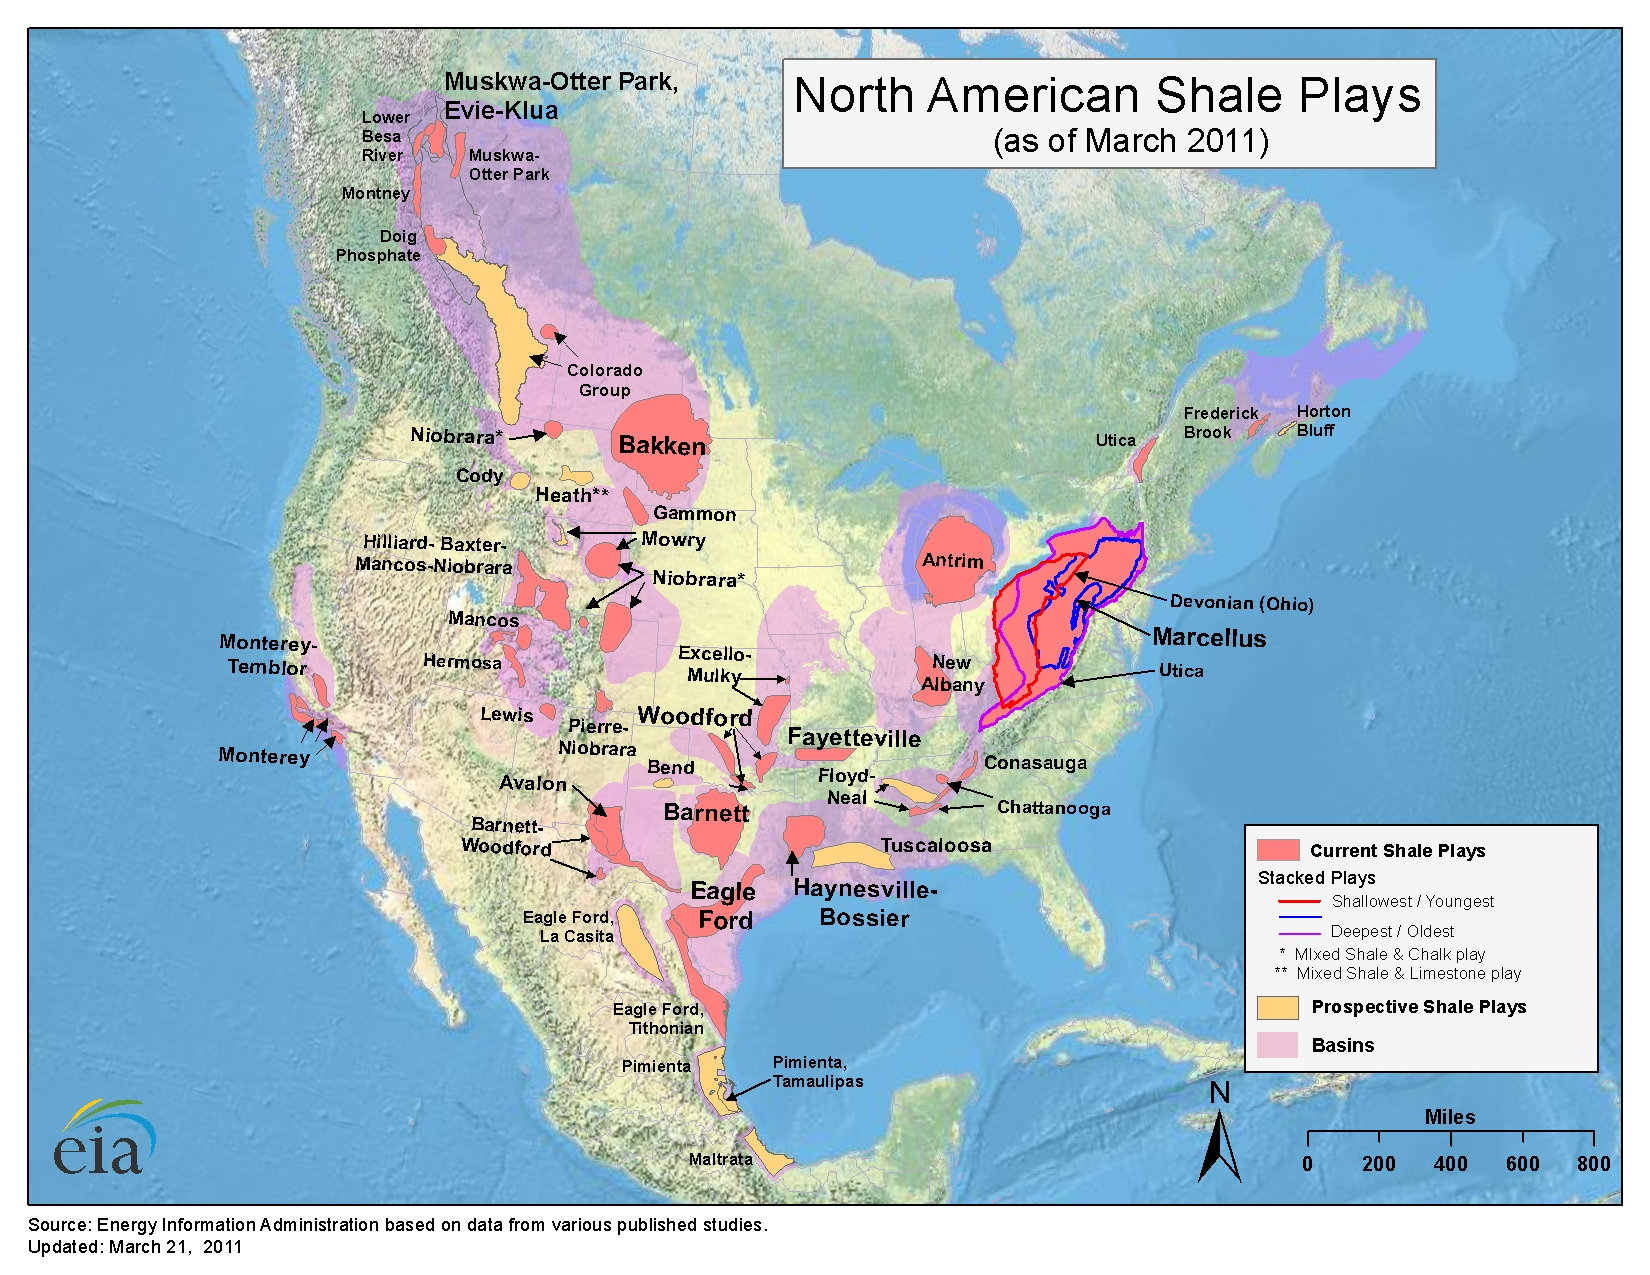 North American Shale Plays
(as of March 2011)
Muskwa-Otter Park,
Evie-Klua
Lower
Besa
River
Muskwa-
Otter Park
Montney
Doig
Phosphate
Colorado
Group
Niobrara*
Bakken
Cody
Heath**
Gammon
Mowry
Hilliard- Baxter-
Mancos-Niobrara
Niobrara*
Mancos
Hermosa
Monterey-
Temblor
Lewis
Monterey
Pierre-
Niobrara
Excello-
Mulky
Woodford
Fayetteville
Bend
Avalon
Barnett
Barnett-
Woodford
Eagle
Ford
Haynesville-
Bossier
Tuscaloosa
Floyd-
Neal
Conasauga
Chattanooga
Antrim
New
Albany
Devonian (Ohio)
Marcellus
Utica
Utica
Frederick
Brook
Horton
Bluff
Eagle Ford,
La Casita
Eagle Ford,
Tithonian
Pimienta
Pimienta,
Tamaulipas
Maltrata
Current Shale Plays
Stacked Plays
Shallowest / Youngest
Deepest / Oldest
* MIxed Shale & Chalk play
** Mixed Shale & Limestone play
Prospective Shale Plays
Basins
N
Miles
0 200 400 600 800
eia
Source: Energy Information Administration based on data from various published studies.
Updated: March 21, 2011